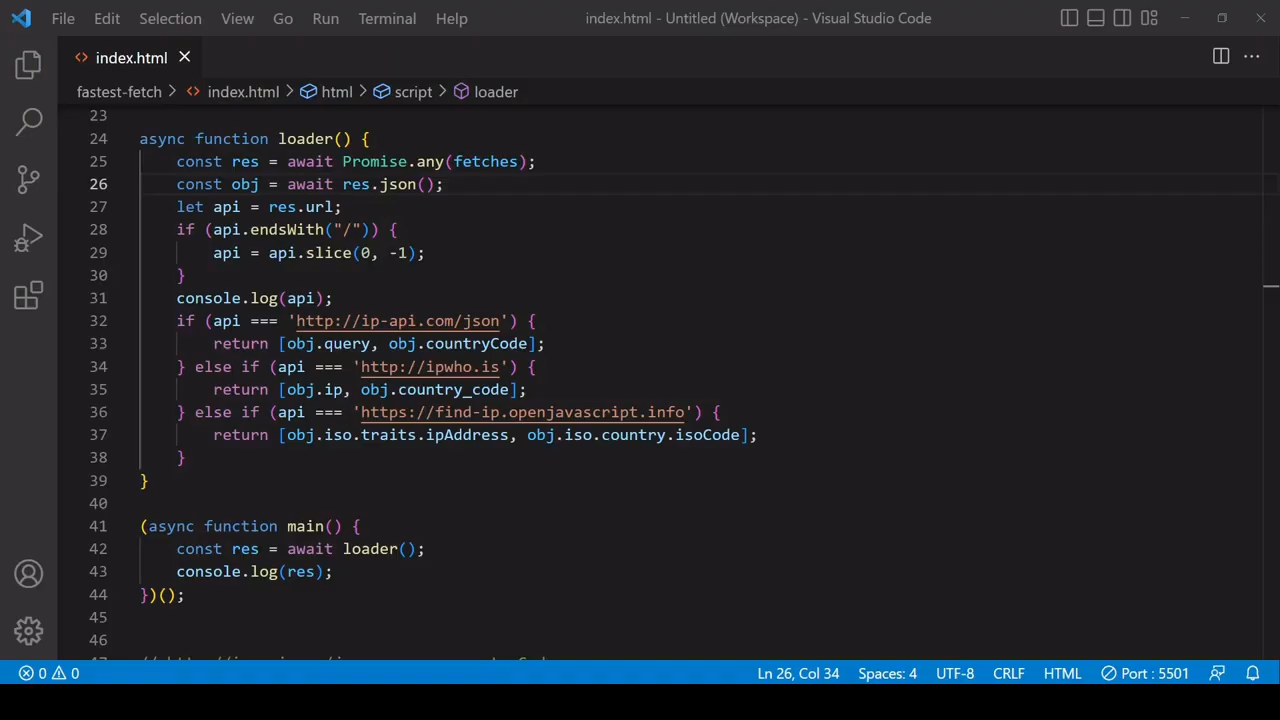 File Edit Selection View Go Run Terminal Help index.html - Untitled (Workspace) - Visual Studio Code
index.html
fastest-fetch > index.html > html > script > loader
23
24 async function loader() {
25 const res = await Promise.any(fetches);
26 const obj = await res.json();
27 let api = res.url;
28 if (api.endsWith("/")) {
29 api = api.slice(0, -1);
30 }
31 console.log(api);
32 if (api === 'http://ip-api.com/json') {
33 return [obj.query, obj.countryCode];
34 } else if (api === 'http://ipwho.is') {
35 return [obj.ip, obj.country_code];
36 } else if (api === 'https://find-ip.openjavascript.info') {
37 return [obj.iso.traits.ipAddress, obj.iso.country.isoCode];
38 }
39 }
40
41 (async function main() {
42 const res = await loader();
43 console.log(res);
44 })();
45
46
0 0 Ln 26, Col 34 Spaces: 4 UTF-8 CRLF HTML Port : 5501